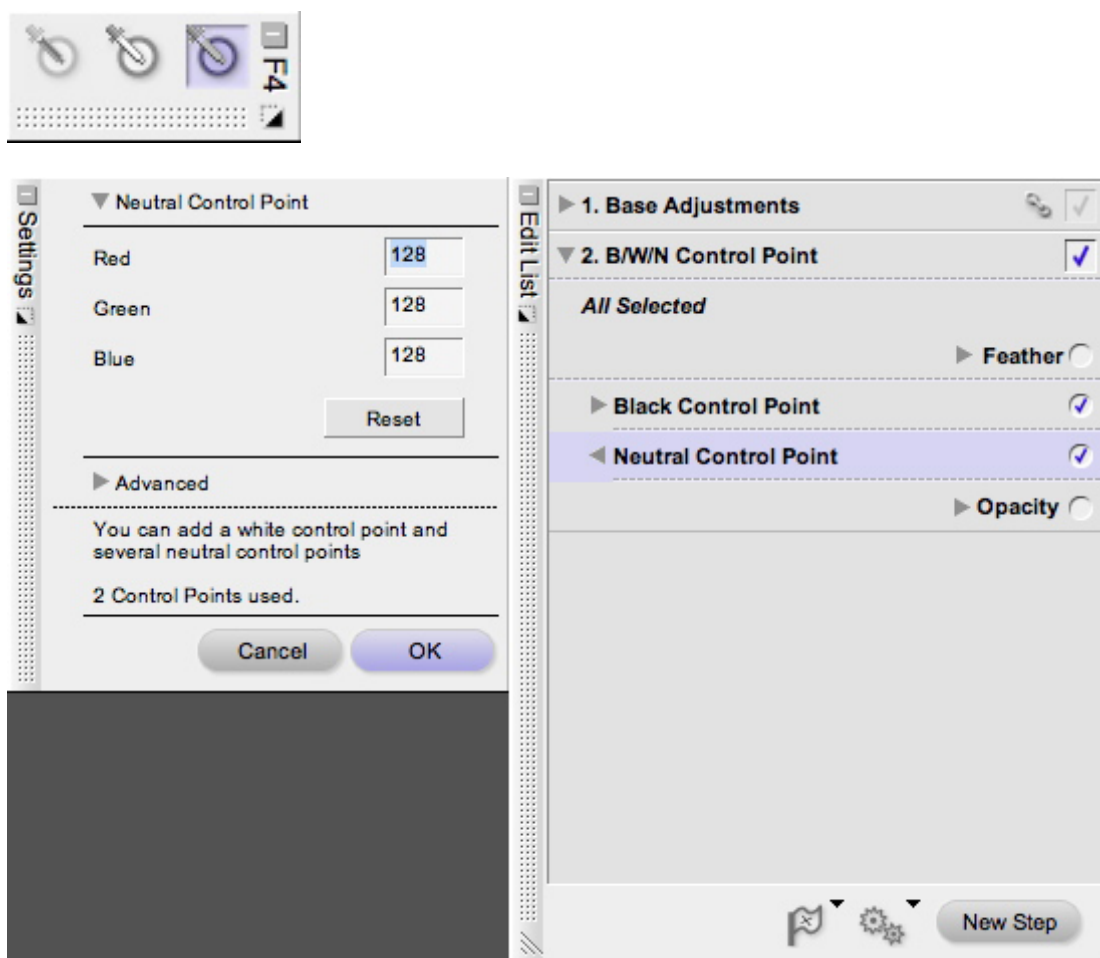 F4
Settings
Neutral Control Point
Red 128
Green 128
Blue 128
Reset
Advanced
You can add a white control point and
several neutral control points
2 Control Points used.
Cancel OK
Edit List
1. Base Adjustments
2. B/W/N Control Point
All Selected
Feather
Black Control Point
Neutral Control Point
Opacity
New Step